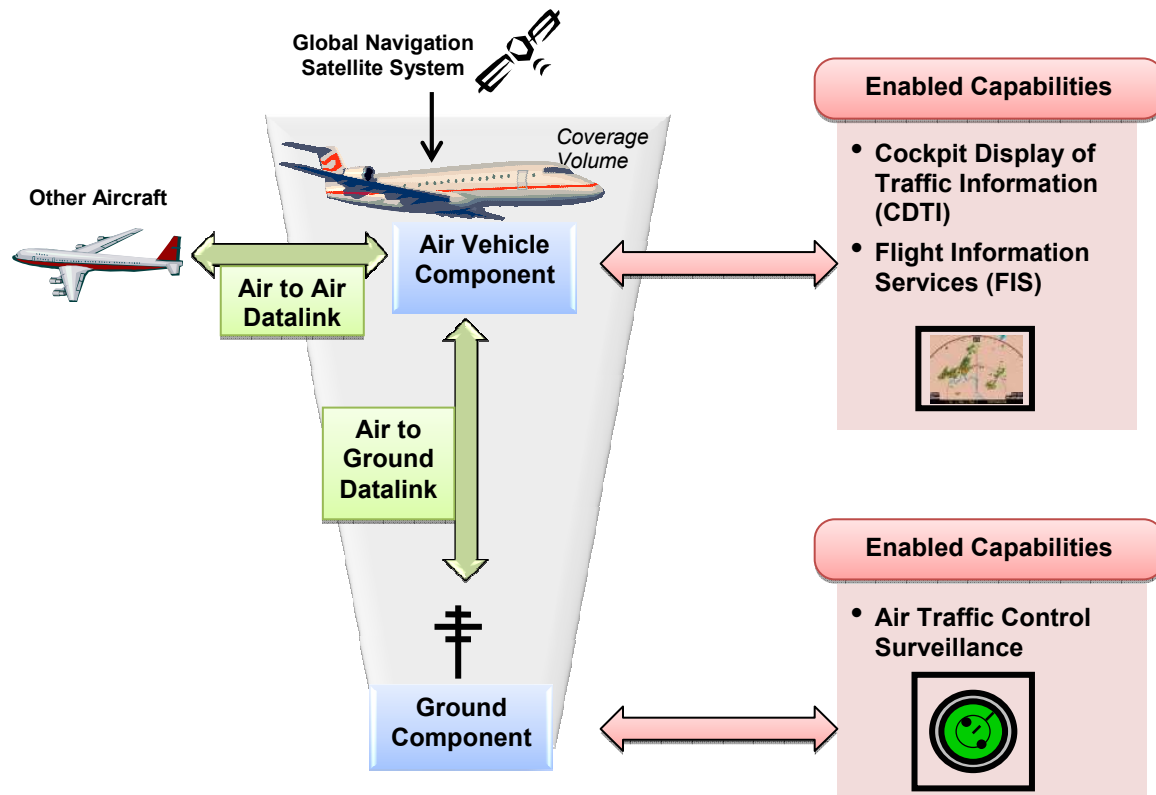 Global Navigation
Satellite System
Coverage
Volume
Other Aircraft
Air Vehicle
Component
Air to Air
Datalink
Air to
Ground
Datalink
Ground
Component
Enabled Capabilities
• Cockpit Display of
Traffic Information
(CDTI)
• Flight Information
Services (FIS)
Enabled Capabilities
• Air Traffic Control
Surveillance